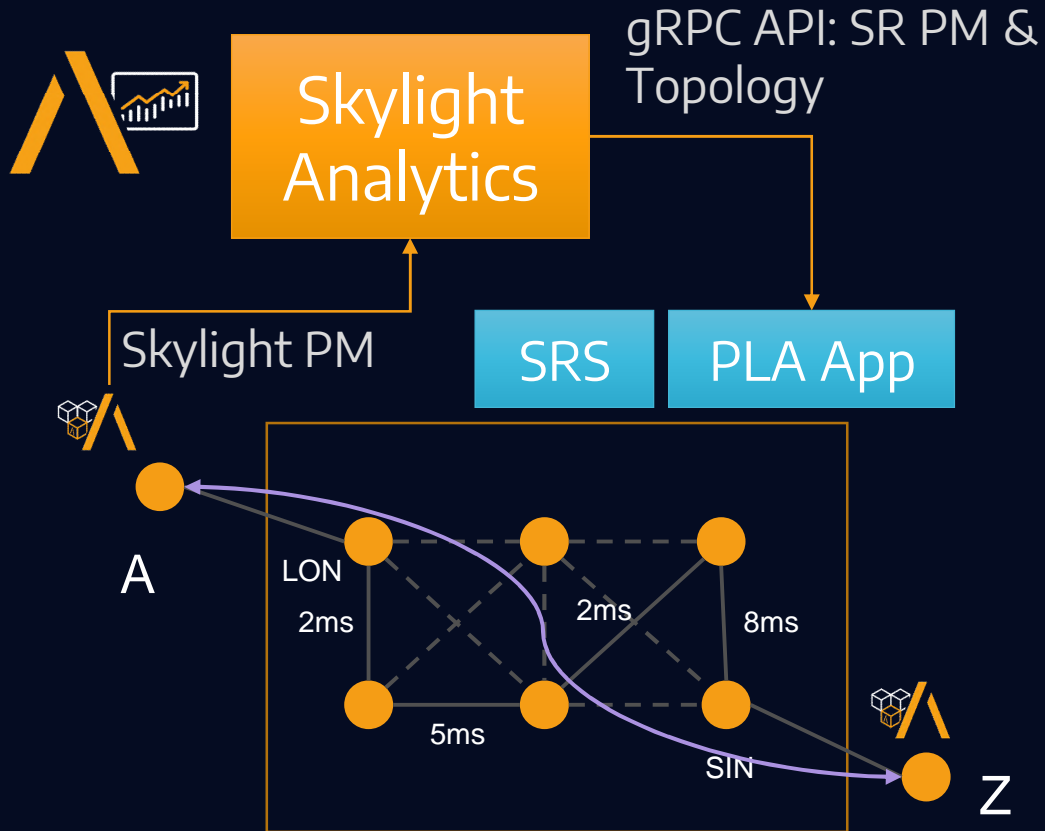 gRPC API: SR PM &
Topology
Skylight
Analytics
Skylight PM
SRS
PLA App
A
LON
2ms
2ms
8ms
5ms
SIN
Z